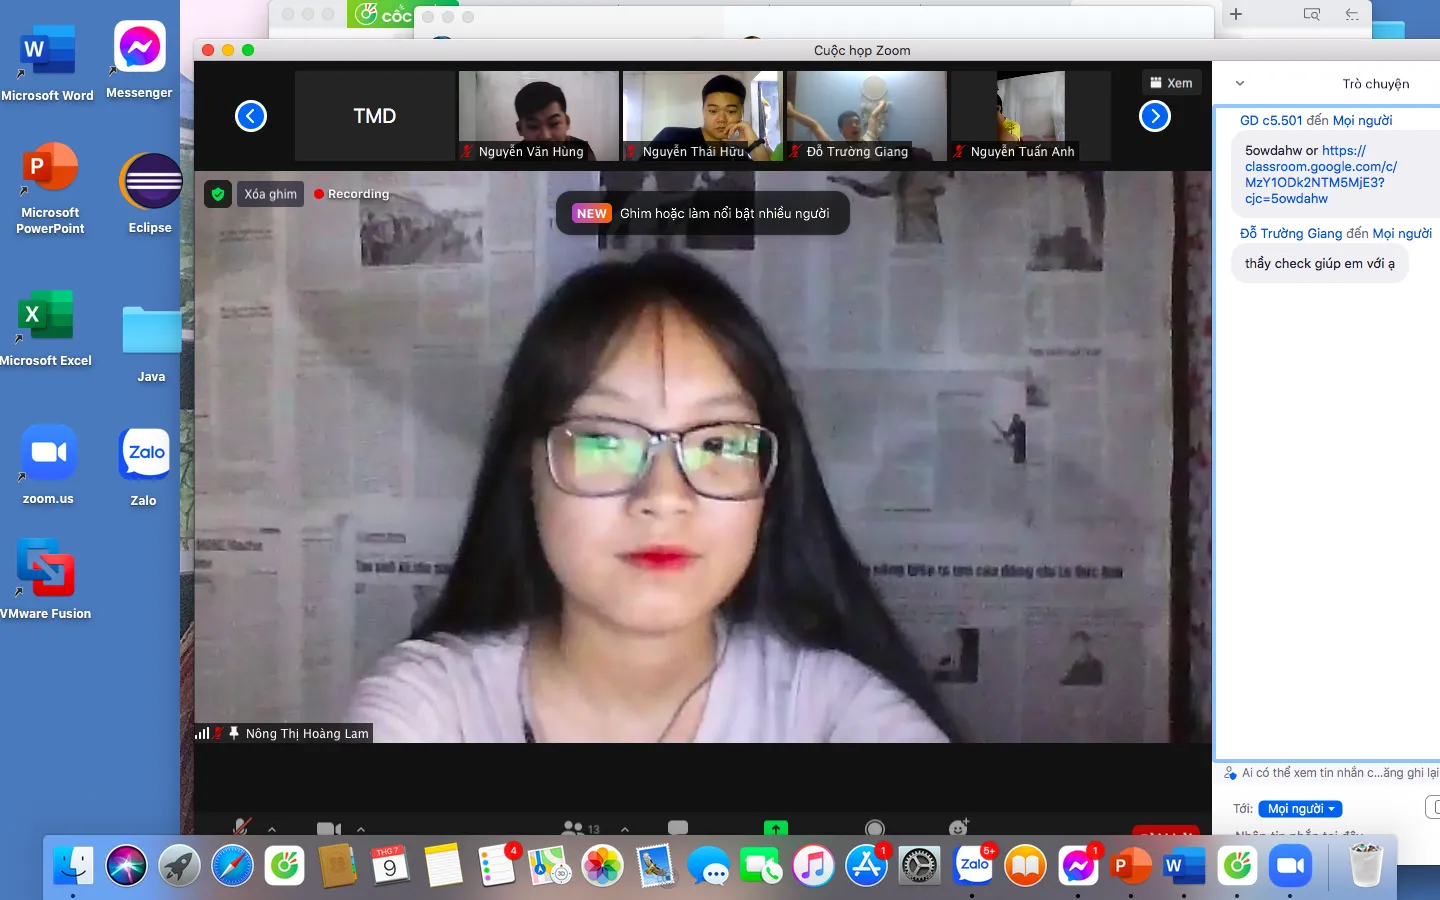 Microsoft Word
Messenger
Microsoft
PowerPoint
Eclipse
Microsoft Excel
Java
zoom.us
Zalo
Zalo
VMware Fusion
CỐC
Cuộc họp Zoom
TMD
Nguyễn Văn Hùng
Nguyễn Thái Hữu
Đỗ Trường Giang
Nguyễn Tuấn Anh
Xem
Xóa ghim
Recording
NEW Ghim hoặc làm nổi bật nhiều người
Nông Thị Hoàng Lam
13
Trò chuyện
GD c5.501 đến Mọi người
5owdahw or https://
classroom.google.com/c/
MzY1ODk2NTM5MjE3?
cjc=5owdahw
Đỗ Trường Giang đến Mọi người
thầy check giúp em với ạ
Ai có thể xem tin nhắn c...ăng ghi lại
Tới: Mọi người
THG 7
9
4
3D
1
Zalo
5+
1
P
W